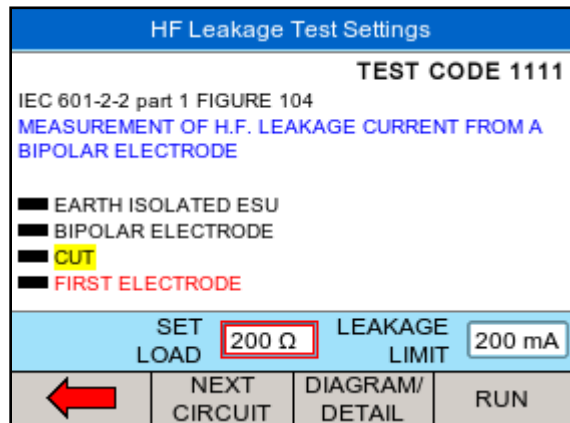 HF Leakage Test Settings
TEST CODE 1111
IEC 601-2-2 part 1 FIGURE 104
MEASUREMENT OF H.F. LEAKAGE CURRENT FROM A
BIPOLAR ELECTRODE
EARTH ISOLATED ESU
BIPOLAR ELECTRODE
CUT
FIRST ELECTRODE
SET LOAD
200 Ω
LEAKAGE LIMIT
200 mA
NEXT
CIRCUIT
DIAGRAM/
DETAIL
RUN